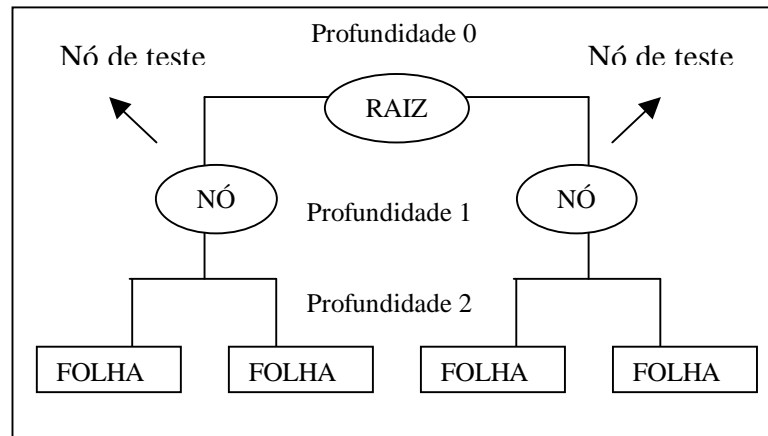 Profundidade 0
Nó de teste
Nó de teste
RAIZ
NÓ
NÓ
Profundidade 1
Profundidade 2
FOLHA
FOLHA
FOLHA
FOLHA